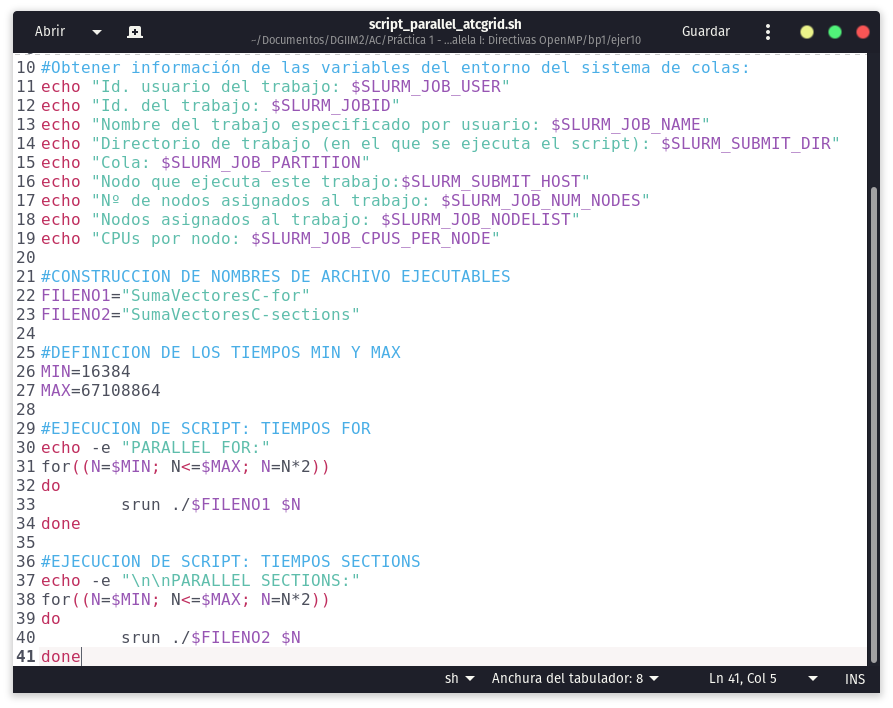 Abrir
script_parallel_atcgrid.sh
~/Documentos/DGIIM2/AC/Práctica 1 - ...alela I: Directivas OpenMP/bp1/ejer10
Guardar
10 #Obtener información de las variables del entorno del sistema de colas:
11 echo "Id. usuario del trabajo: $SLURM_JOB_USER"
12 echo "Id. del trabajo: $SLURM_JOBID"
13 echo "Nombre del trabajo especificado por usuario: $SLURM_JOB_NAME"
14 echo "Directorio de trabajo (en el que se ejecuta el script): $SLURM_SUBMIT_DIR"
15 echo "Cola: $SLURM_JOB_PARTITION"
16 echo "Nodo que ejecuta este trabajo:$SLURM_SUBMIT_HOST"
17 echo "Nº de nodos asignados al trabajo: $SLURM_JOB_NUM_NODES"
18 echo "Nodos asignados al trabajo: $SLURM_JOB_NODELIST"
19 echo "CPUs por nodo: $SLURM_JOB_CPUS_PER_NODE"
20
21 #CONSTRUCCION DE NOMBRES DE ARCHIVO EJECUTABLES
22 FILENO1="SumaVectoresC-for"
23 FILENO2="SumaVectoresC-sections"
24
25 #DEFINICION DE LOS TIEMPOS MIN Y MAX
26 MIN=16384
27 MAX=67108864
28
29 #EJECUCION DE SCRIPT: TIEMPOS FOR
30 echo -e "PARALLEL FOR:"
31 for((N=$MIN; N<=$MAX; N=N*2))
32 do
33         srun ./$FILENO1 $N
34 done
35
36 #EJECUCION DE SCRIPT: TIEMPOS SECTIONS
37 echo -e "\n\nPARALLEL SECTIONS:"
38 for((N=$MIN; N<=$MAX; N=N*2))
39 do
40         srun ./$FILENO2 $N
41 done
sh
Anchura del tabulador: 8
Ln 41, Col 5
INS